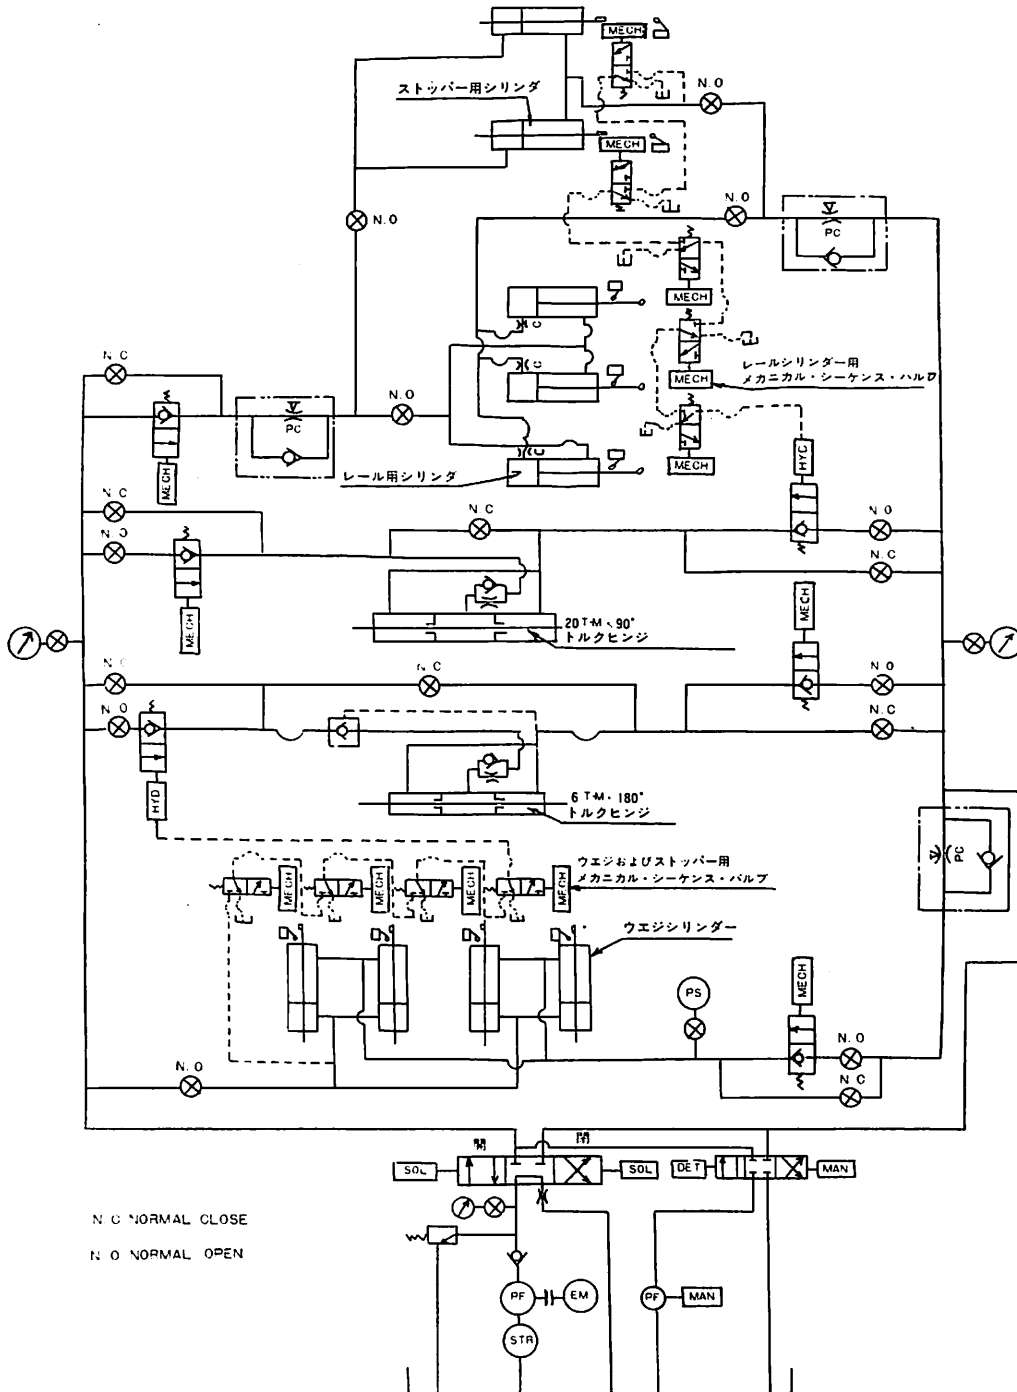 MECH
ストッパー用シリンダ
N.O
MECH
N.O
N.O
PC
MECH
N.C
C
MECH
レールシリンダー用
メカニカル・シーケンス・バルブ
C
N.O
PC
MECH
C
MECH
HYD
レール用シリンダ
N.C
N.C
N.O
N.O
N.C
MECH
MECH
20 T-M × 90°
トルクヒンジ
N.C
N.C
N.O
N.O
N.C
HYD
6 T-M × 180°
トルクヒンジ
PC
ウエジおよびストッパー用
メカニカル・シーケンス・バルブ
MECH
MECH
MECH
MECH
ウエジシリンダー
PS
MECH
N.O
N.O
N.C
開
閉
SOL
SOL
DET
MAN
N.C NORMAL CLOSE
N.O NORMAL OPEN
PF
EM
PF
MAN
STR